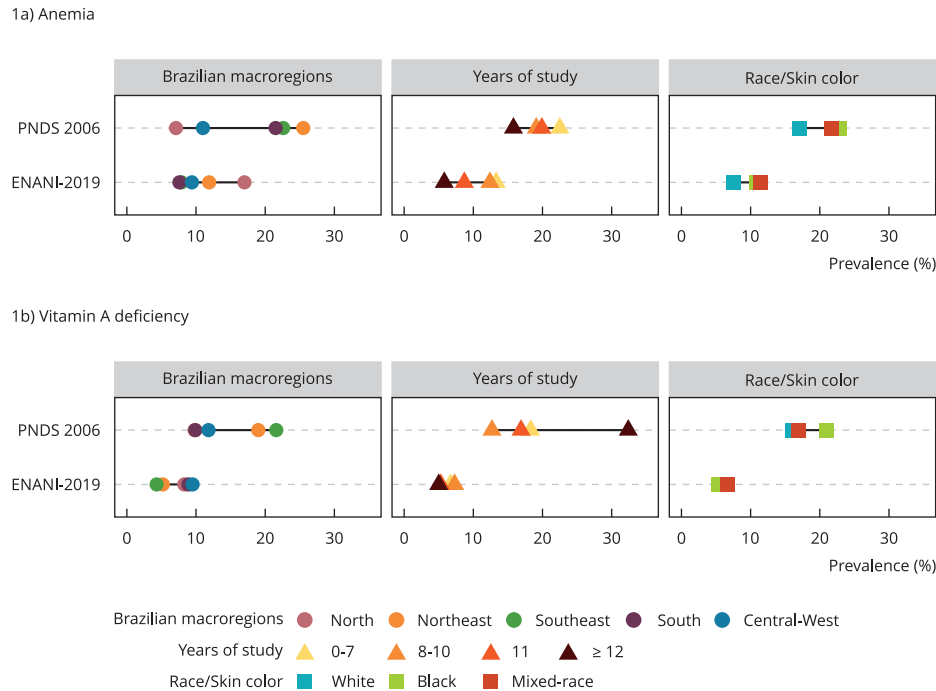 1a) Anemia
Brazilian macroregions Years of study Race/Skin color
PNDS 2006
ENANI-2019
0 10 20 30 0 10 20 30 0 10 20 30
Prevalence (%)
1b) Vitamin A deficiency
Brazilian macroregions Years of study Race/Skin color
PNDS 2006
ENANI-2019
0 10 20 30 0 10 20 30 0 10 20 30
Prevalence (%)
Brazilian macroregions North Northeast Southeast South Central-West
Years of study 0-7 8-10 11 ≥ 12
Race/Skin color White Black Mixed-race